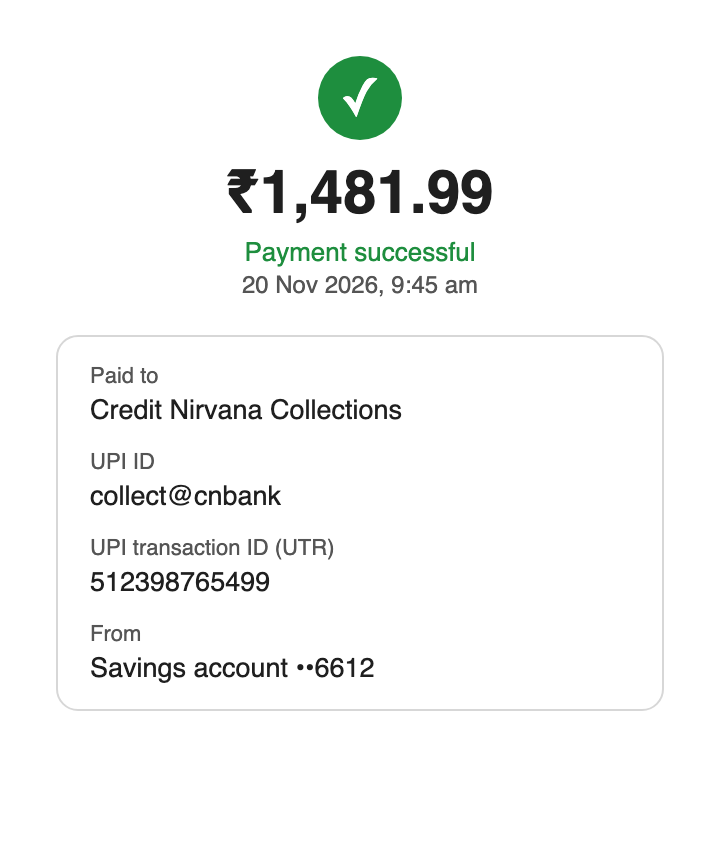 ₹1,481.99
Payment successful
20 Nov 2026, 9:45 am
Paid to
Credit Nirvana Collections
UPI ID
collect@cnbank
UPI transaction ID (UTR)
512398765499
From
Savings account ••6612